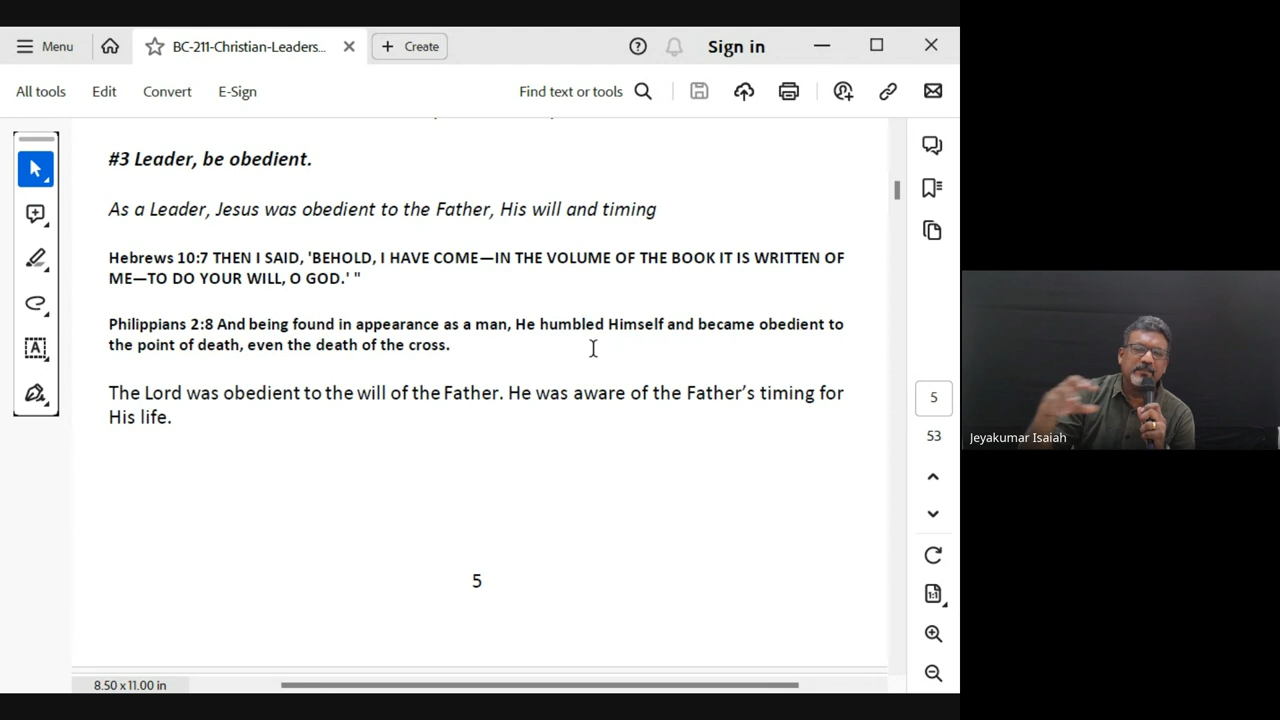 Menu
BC-211-Christian-Leaders...
Create
Sign in
All tools
Edit
Convert
E-Sign
Find text or tools
#3 Leader, be obedient.
As a Leader, Jesus was obedient to the Father, His will and timing
Hebrews 10:7 THEN I SAID, 'BEHOLD, I HAVE COME—IN THE VOLUME OF THE BOOK IT IS WRITTEN OF
ME—TO DO YOUR WILL, O GOD.' "
Philippians 2:8 And being found in appearance as a man, He humbled Himself and became obedient to
the point of death, even the death of the cross.
The Lord was obedient to the will of the Father. He was aware of the Father’s timing for
His life.
5
8.50 x 11.00 in
5
53
1:1
Jeyakumar Isaiah